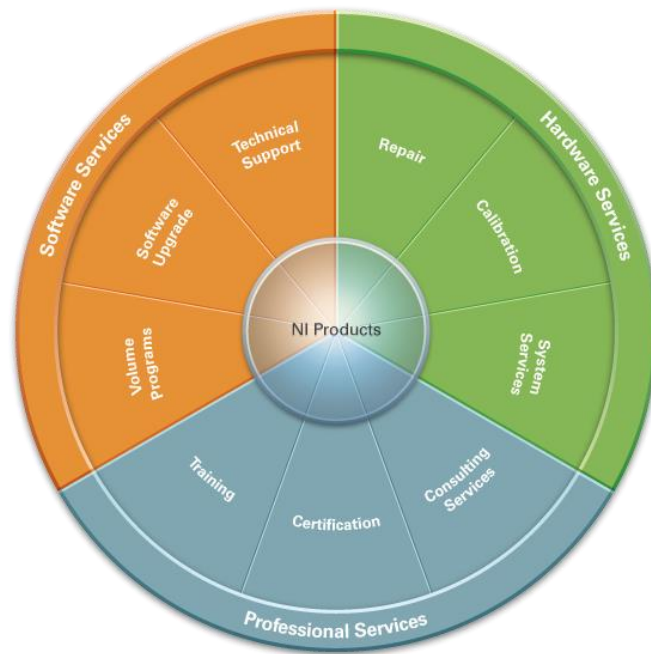 Software Services
Technical
Support
Software
Upgrade
Volume
Programs
Hardware Services
Repair
Calibration
System
Services
NI Products
Professional Services
Training
Certification
Consulting
Services